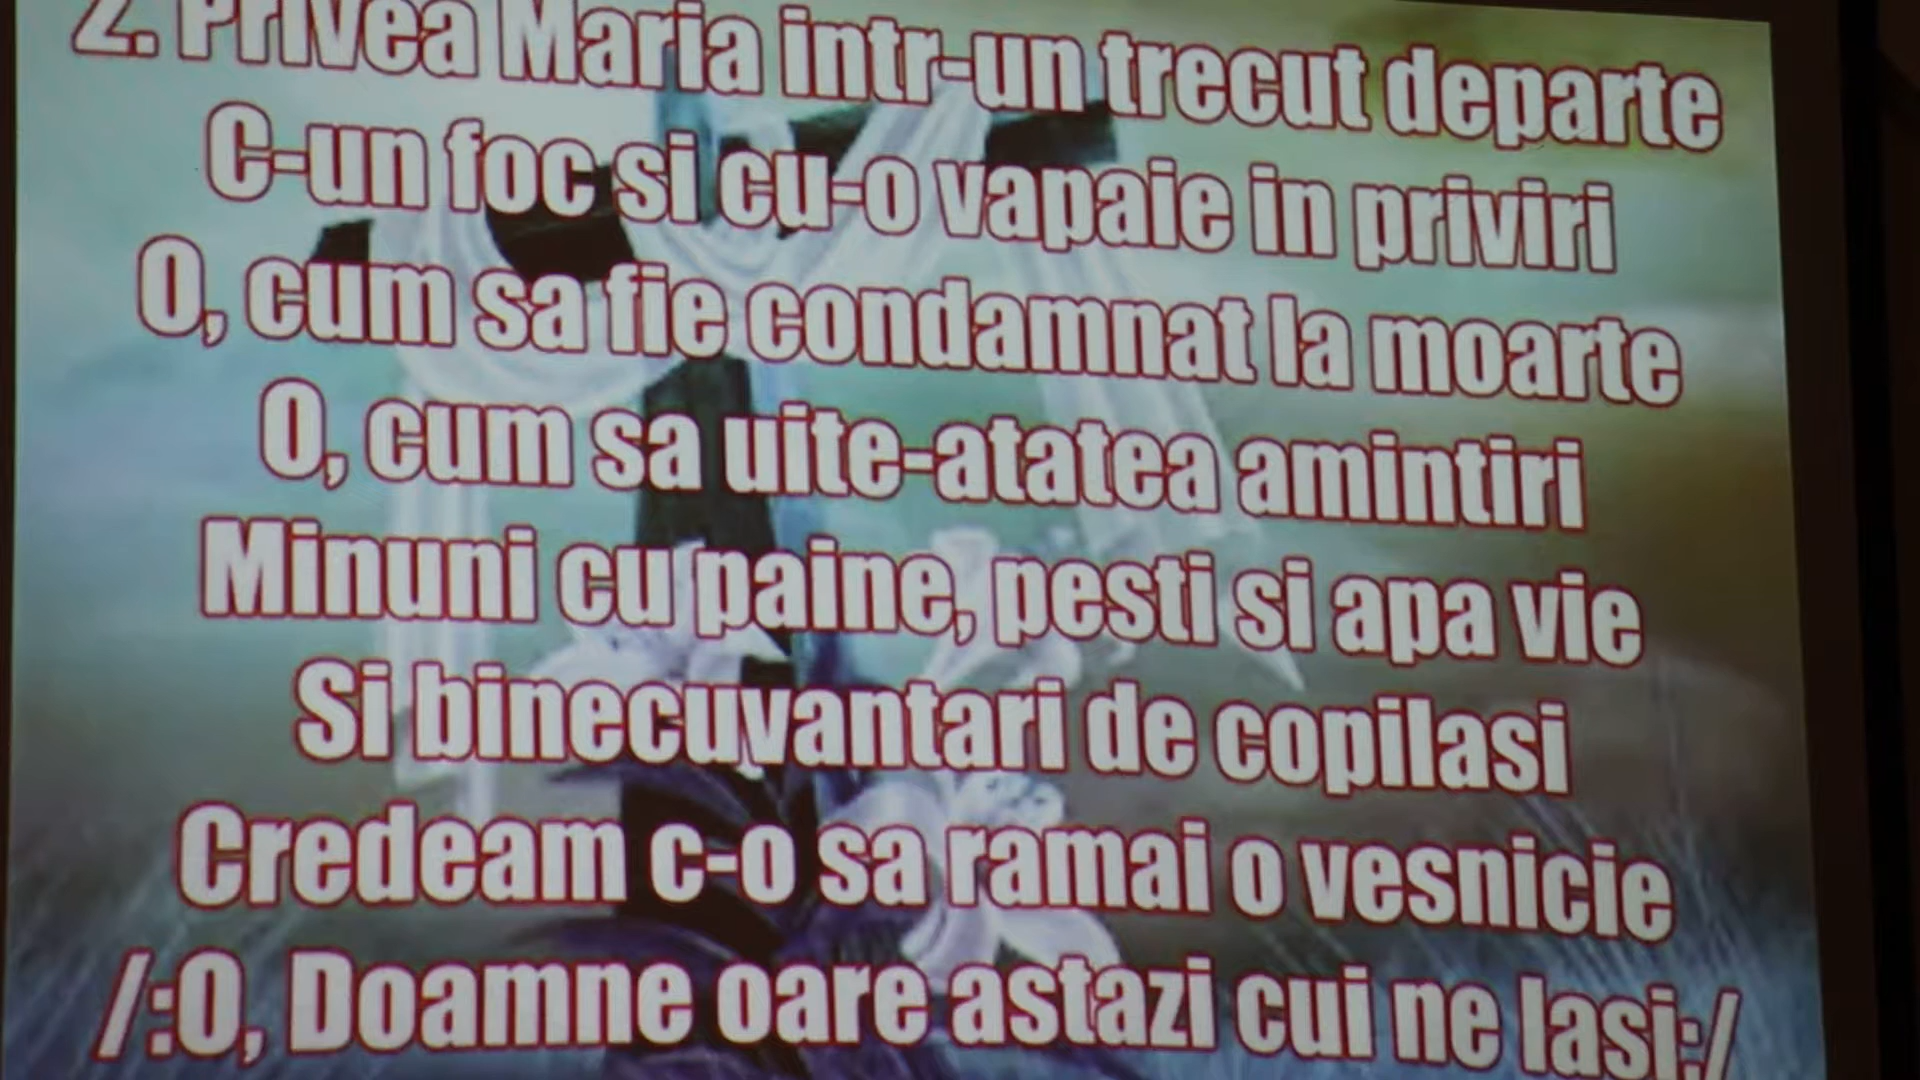 2. Privea Maria intr-un trecut departe
C-un foc si cu-o vapaie in priviri
O, cum sa fie condamnat la moarte
O, cum sa uite-atatea amintiri
Minuni cu paine, pesti si apa vie
Si binecuvantari de copilasi
Credeam c-o sa ramai o vesnicie
/:O, Doamne oare astazi cui ne lasi:/